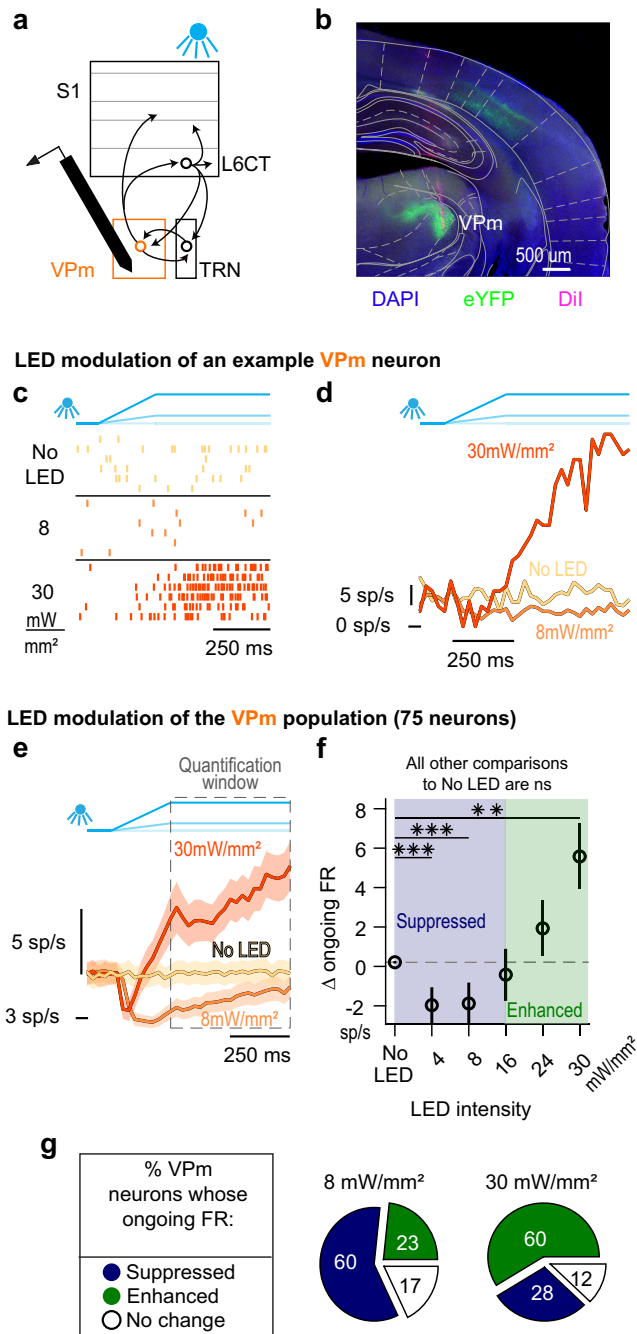 a
S1
L6CT
VPm
TRN
b
VPm
500 um
DAPI eYFP DiI
LED modulation of an example VPm neuron
c
No
LED
8
30
mW
mm²
250 ms
d
30mW/mm²
No LED
5 sp/s
0 sp/s
8mW/mm²
250 ms
LED modulation of the VPm population (75 neurons)
e
Quantification
window
30mW/mm²
5 sp/s
No LED
3 sp/s
8mW/mm²
250 ms
f
All other comparisons
to No LED are ns
8
6
4
2
0
-2
sp/s
Δ ongoing FR
**
***
***
Suppressed
Enhanced
No
LED
4
8
16
24
30
mW/mm²
LED intensity
g
% VPm
neurons whose
ongoing FR:
Suppressed
Enhanced
No change
8 mW/mm²
60
23
17
30 mW/mm²
60
28
12